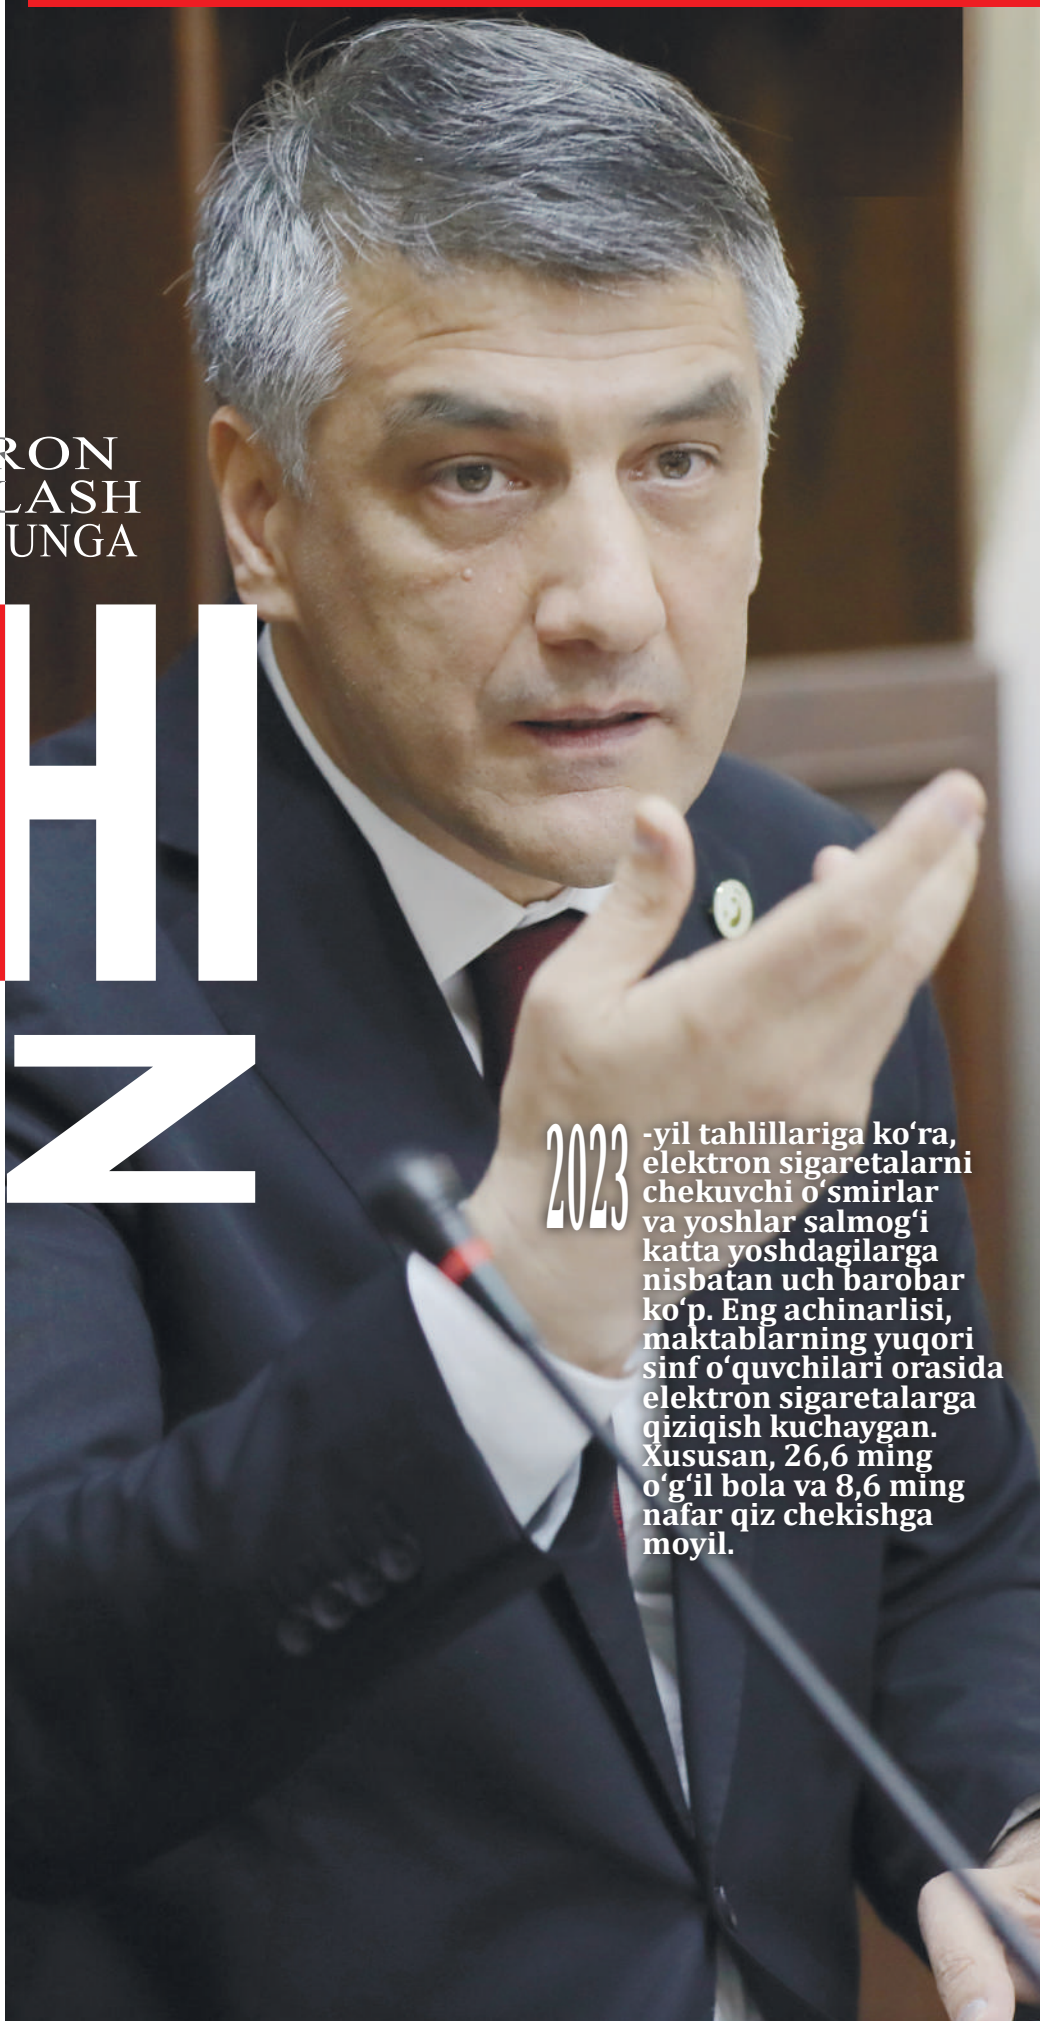 RON
LASH
UNGA
HI
Z
2023
-yil tahlillariga ko‘ra,
elektron sigaretalarni
chekuvchi o‘smirlar
va yoshlar salmog‘i
katta yoshdagilarga
nisbatan uch barobar
ko‘p. Eng achinarlisi,
maktablarning yuqori
sinf o‘quvchilari orasida
elektron sigaretalarga
qiziqish kuchaygan.
Xususan, 26,6 ming
o‘g‘il bola va 8,6 ming
nafar qiz chekishga
moyil.